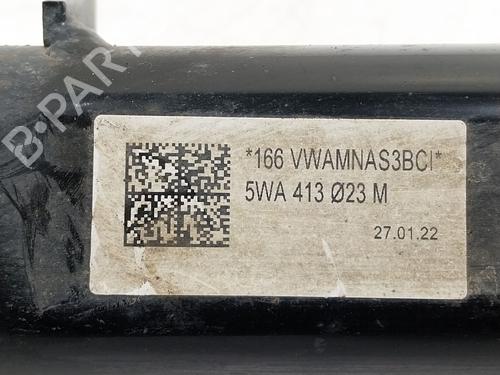 B-PARTS
*166 VWAMNAS3BCI*
5WA 413 Ø23 M
27.01.22